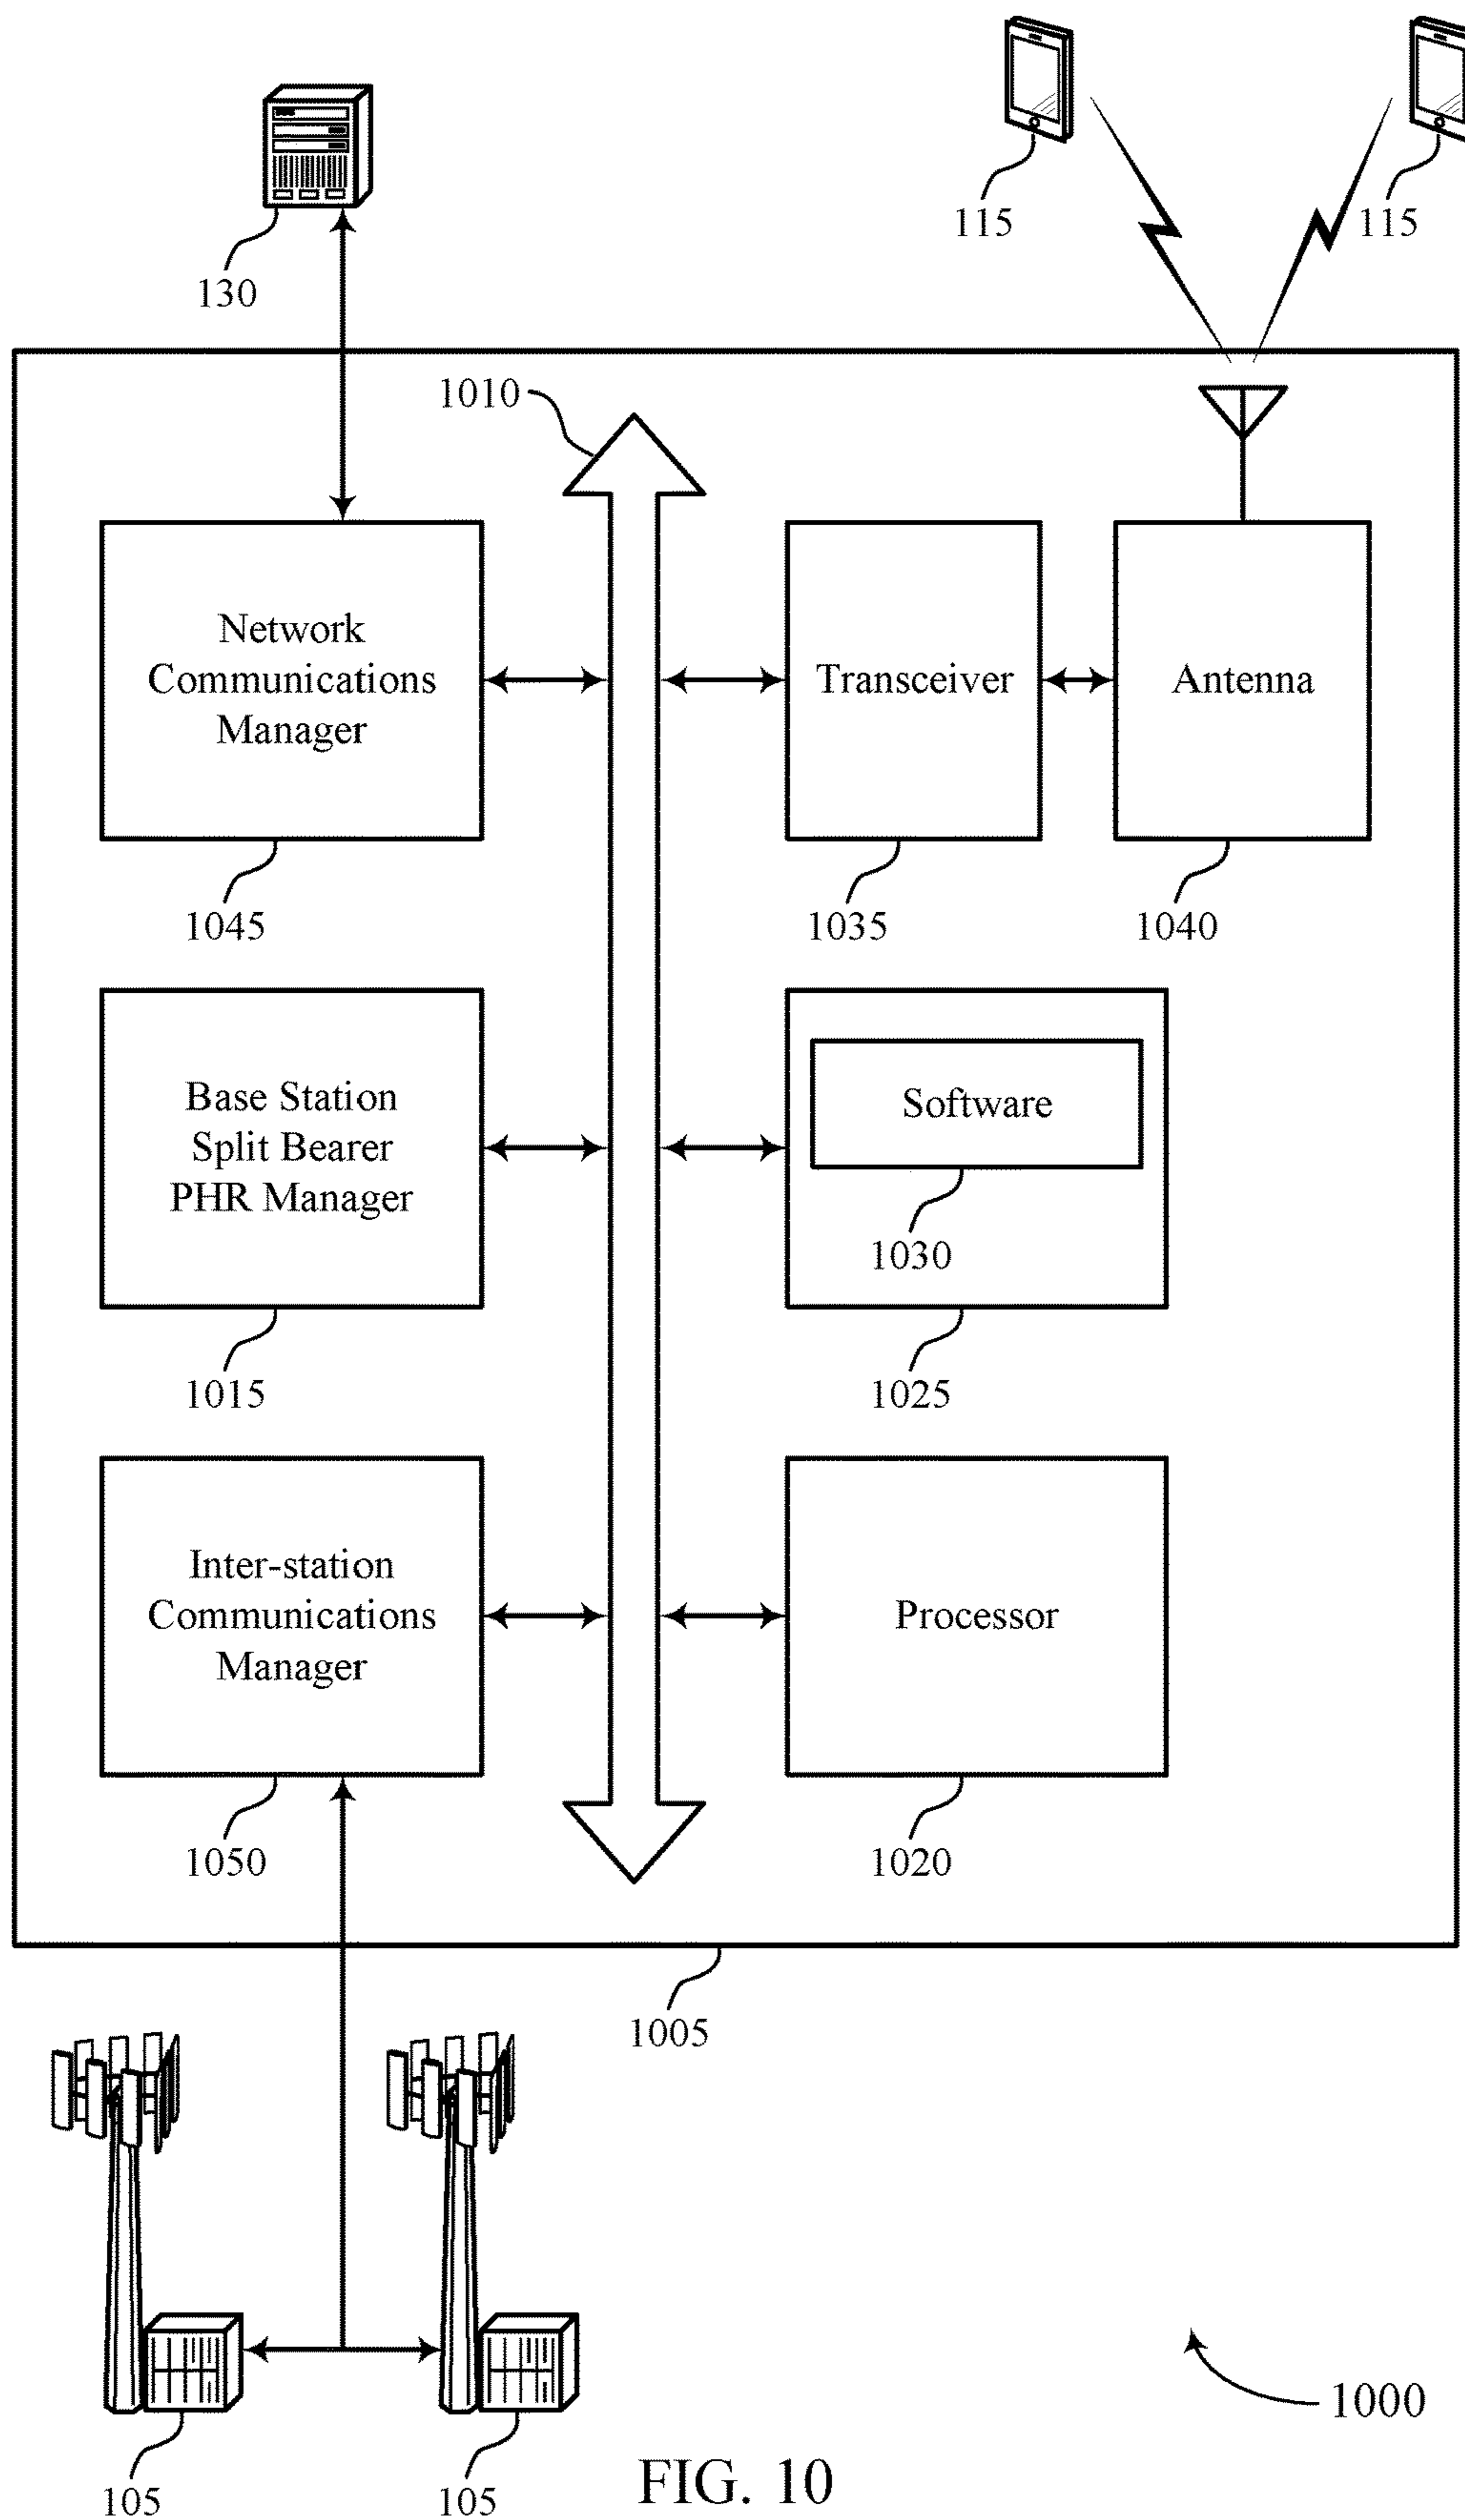 115
115
130
1010
Network
Communications
Manager
Transceiver
Antenna
1045
1035
1040
Base Station
Split Bearer
PHR Manager
Software
1030
1015
1025
Inter-station
Communications
Manager
Processor
1050
1020
1005
1000
105
105
FIG. 10